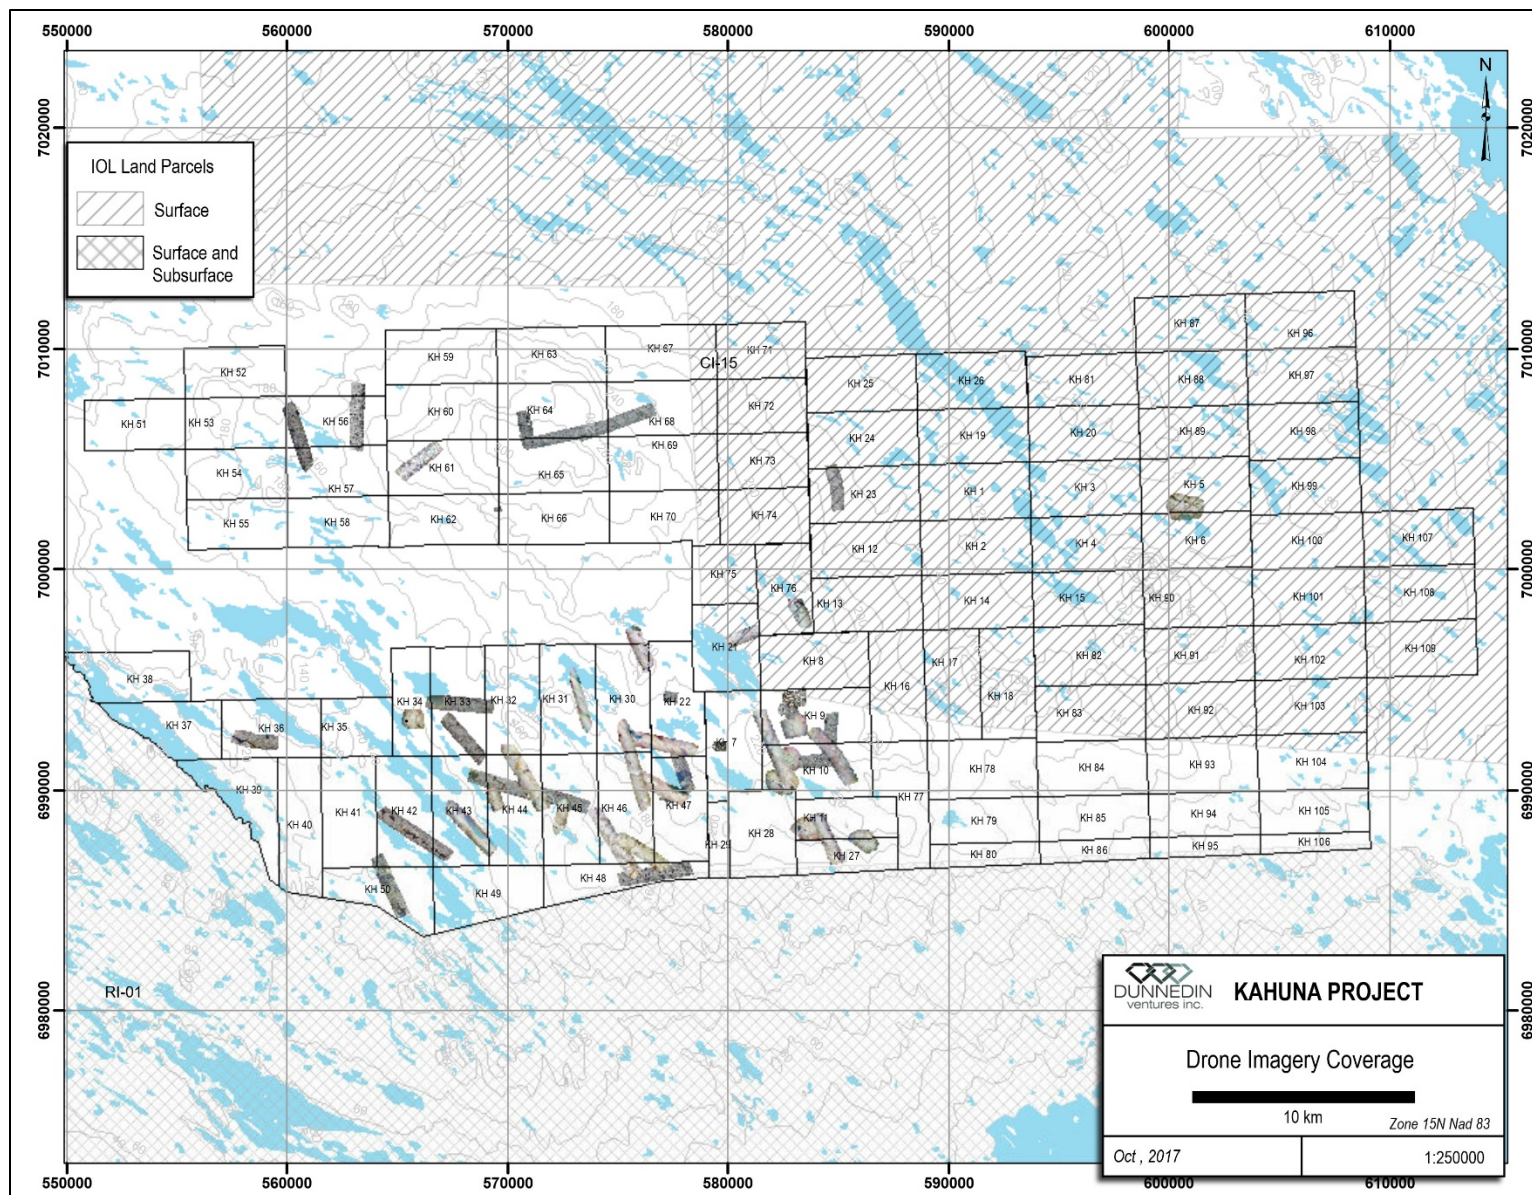 550000 560000 570000 580000 590000 600000 610000
N
7020000 7020000
IOL Land Parcels
Surface
Surface and
Subsurface
KH 87
KH 96
7010000 7010000
KH 59 KH 63 KH 67 KH 71
CI-15
KH 52 KH 25 KH 26 KH 81 KH 88 KH 97
KH 51 KH 53 KH 56 KH 60 KH 64 KH 68 KH 72
KH 24 KH 19 KH 20 KH 89 KH 98
KH 69
KH 54 KH 57 KH 61 KH 65 KH 73
KH 23 KH 1 KH 3 KH 5 KH 99
KH 55 KH 58 KH 62 KH 66 KH 70 KH 74
KH 12 KH 2 KH 4 KH 6 KH 100 KH 107
7000000 7000000
KH 75 KH 76
KH 13 KH 14 KH 15 KH 90 KH 101 KH 108
KH 21 KH 8 KH 17 KH 82 KH 91 KH 102 KH 109
KH 38 KH 16 KH 18
KH 37 KH 36 KH 35 KH 34 KH 33 KH 32 KH 31 KH 30 KH 22 KH 9 KH 83 KH 92 KH 103
KH 7
KH 39 KH 10 KH 78 KH 84 KH 93 KH 104
6990000 6990000
KH 40 KH 41 KH 42 KH 43 KH 44 KH 45 KH 46 KH 47 KH 77
KH 28 KH 11 KH 79 KH 85 KH 94 KH 105
KH 29 KH 27 KH 80 KH 86 KH 95 KH 106
KH 50 KH 49 KH 48
RI-01
6980000 6980000
DUNNEDIN
ventures inc.
KAHUNA PROJECT
Drone Imagery Coverage
10 km
Zone 15N Nad 83
Oct , 2017
1:250000
550000 560000 570000 580000 590000 600000 610000